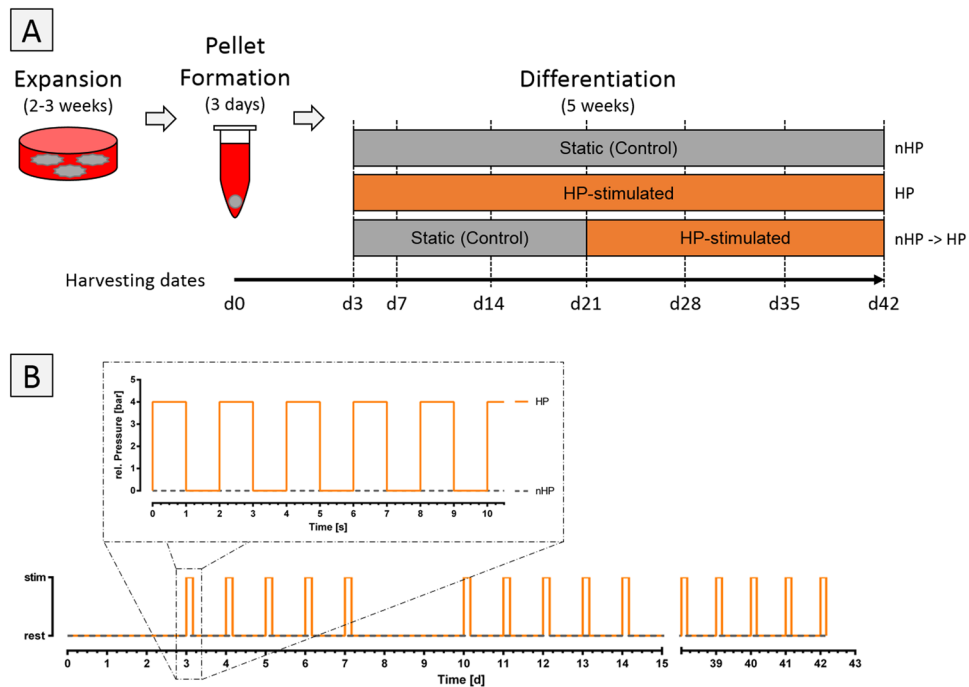 A
Expansion
(2-3 weeks)
Pellet
Formation
(3 days)
Differentiation
(5 weeks)
Static (Control)
nHP
HP-stimulated
HP
Static (Control)
HP-stimulated
nHP -> HP
Harvesting dates
d0
d3
d7
d14
d21
d28
d35
d42
B
rel. Pressure [bar]
5
4
3
2
1
0
HP
nHP
0 1 2 3 4 5 6 7 8 9 10
Time [s]
stim
rest
0 1 2 3 4 5 6 7 8 9 10 11 12 13 14 15 39 40 41 42 43
Time [d]